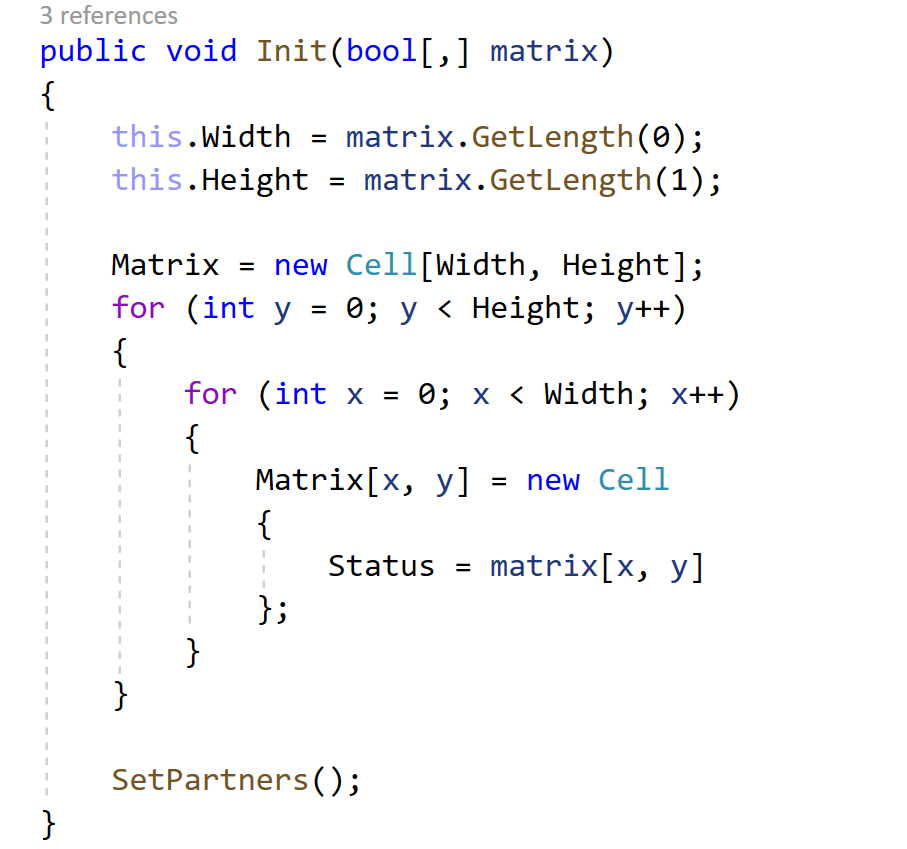 3 references
public void Init(bool[,] matrix)
{
    this.Width = matrix.GetLength(0);
    this.Height = matrix.GetLength(1);

    Matrix = new Cell[Width, Height];
    for (int y = 0; y < Height; y++)
    {
        for (int x = 0; x < Width; x++)
        {
            Matrix[x, y] = new Cell
            {
                Status = matrix[x, y]
            };
        }
    }

    SetPartners();
}